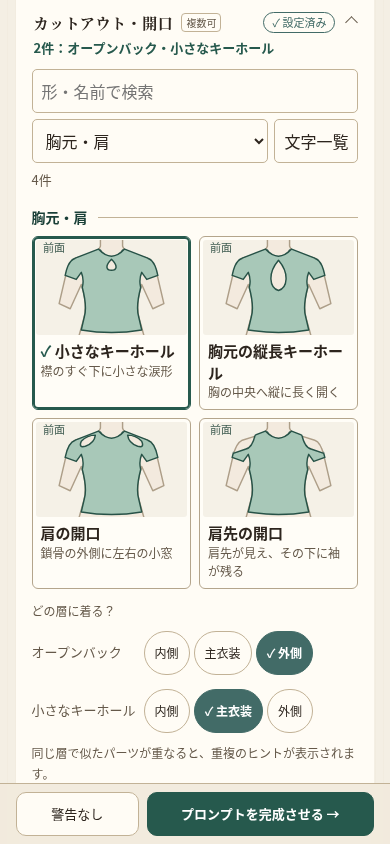 カットアウト・開口 複数可 ✓設定済み
2件：オープンバック・小さなキーホール
形・名前で検索
胸元・肩 文字一覧
4件
胸元・肩
前面
✓小さなキーホール
襟のすぐ下に小さな涙形
前面
胸元の縦長キーホー
ル
胸の中央へ縦に長く開く
前面
肩の開口
鎖骨の外側に左右の小窓
前面
肩先の開口
肩先が見え、その下に袖
が残る
どの層に着る？
オープンバック 内側 主衣装 ✓外側
小さなキーホール 内側 ✓主衣装 外側
同じ層で似たパーツが重なると、重複のヒントが表示されま
す。
警告なし プロンプトを完成させる→